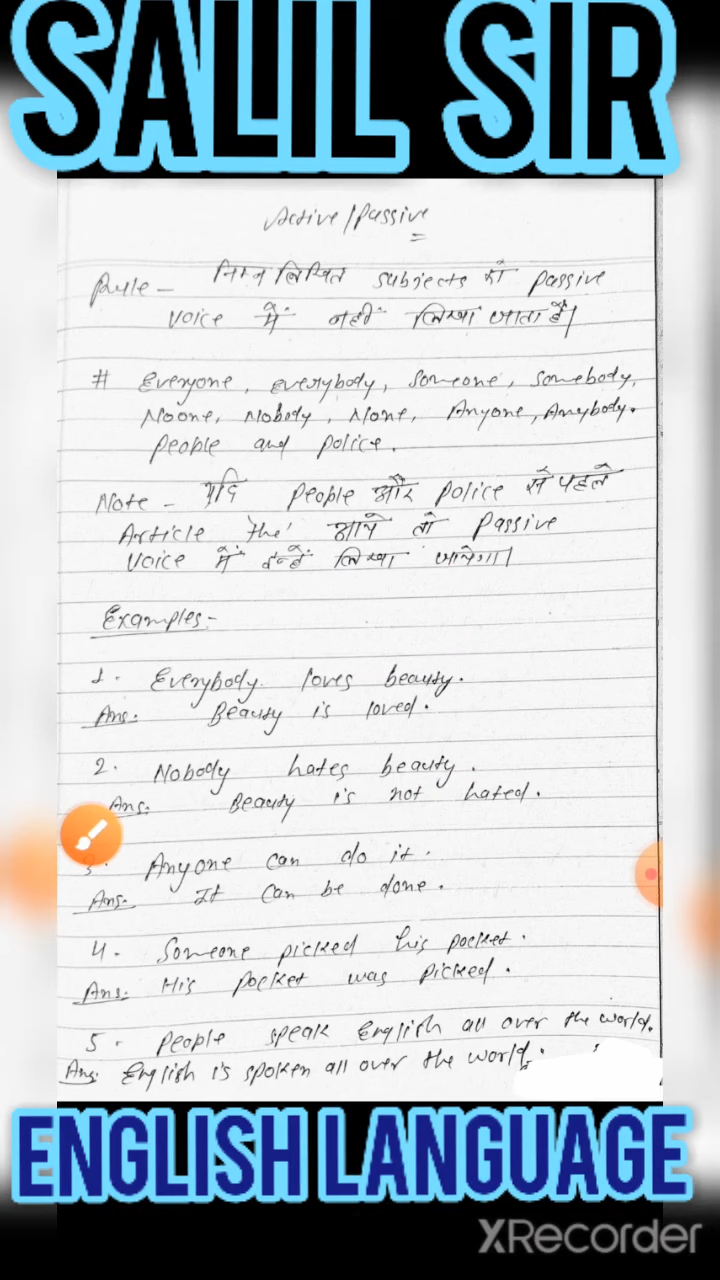 SALIL SIR
Active/Passive
Rule - निम्न लिखित subjects को passive
voice में नहीं लिखा जाता है।
# Everyone, everybody, someone, somebody,
Noone, Nobody, None, Anyone, Anybody.
People and police.
Note - यदि people और police से पहले
Article 'the' आये तो passive
voice में इन्हें लिखा जायेगा।
Examples:-
1. Everybody. loves beauty.
Ans. Beauty is loved.
2. Nobody hates beauty.
Ans. Beauty is not hated.
3. Anyone can do it.
Ans. It can be done.
4. Someone picked his pocket.
Ans. His pocket was picked.
5. People speak English all over the world.
Ans. English is spoken all over the world.
ENGLISH LANGUAGE
XRecorder